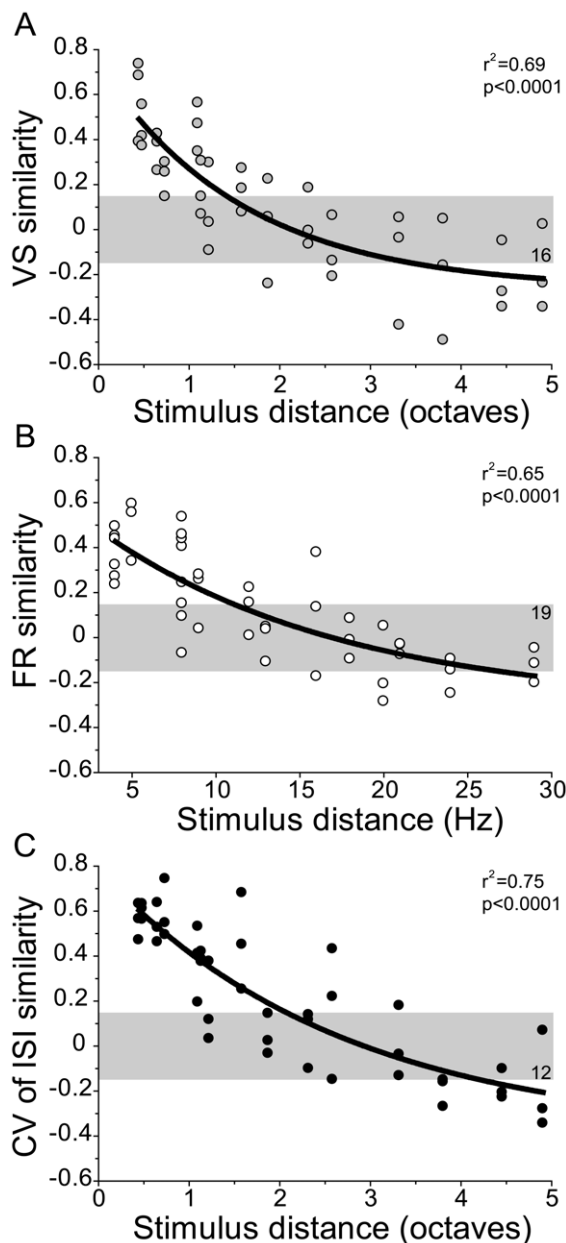 A
0.8
0.6
0.4
0.2
0
-0.2
-0.4
-0.6
VS similarity
r²=0.69
p<0.0001
16
0 1 2 3 4 5
Stimulus distance (octaves)
B
0.8
0.6
0.4
0.2
0
-0.2
-0.4
-0.6
FR similarity
r²=0.65
p<0.0001
19
5 10 15 20 25 30
Stimulus distance (Hz)
C
0.8
0.6
0.4
0.2
0
-0.2
-0.4
-0.6
CV of ISI similarity
r²=0.75
p<0.0001
12
0 1 2 3 4 5
Stimulus distance (octaves)